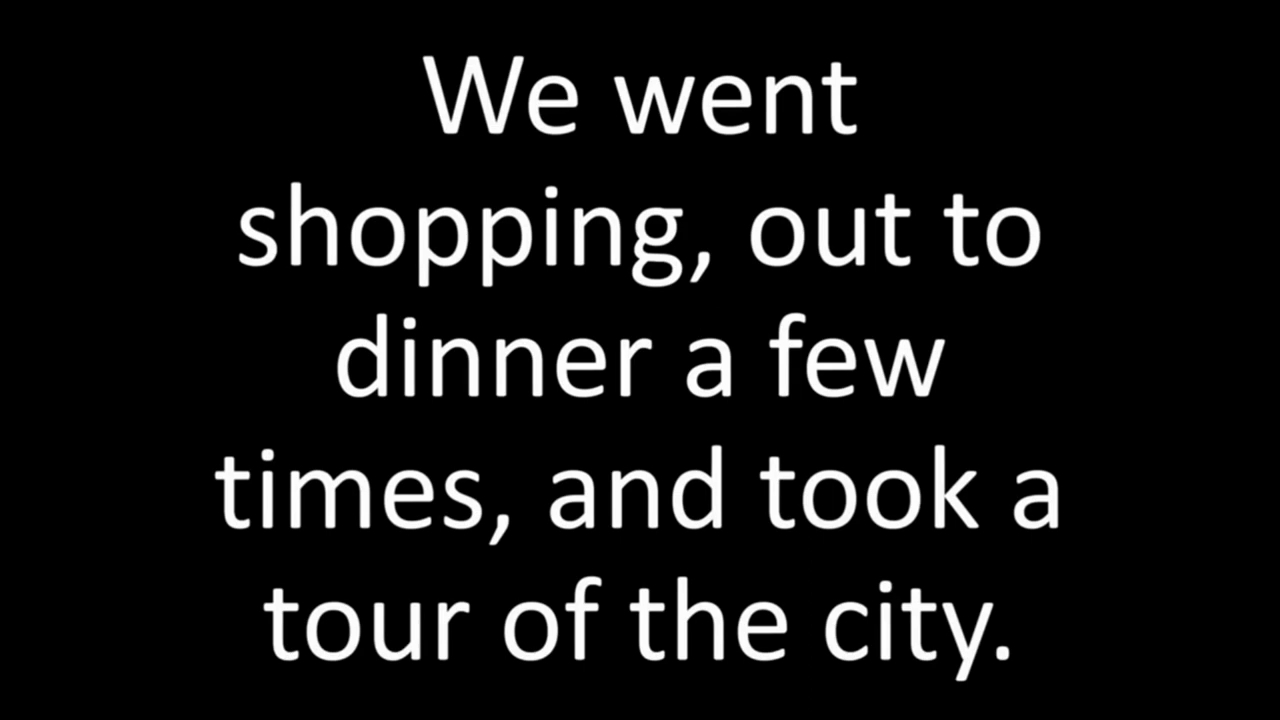 We went
shopping, out to
dinner a few
times, and took a
tour of the city.